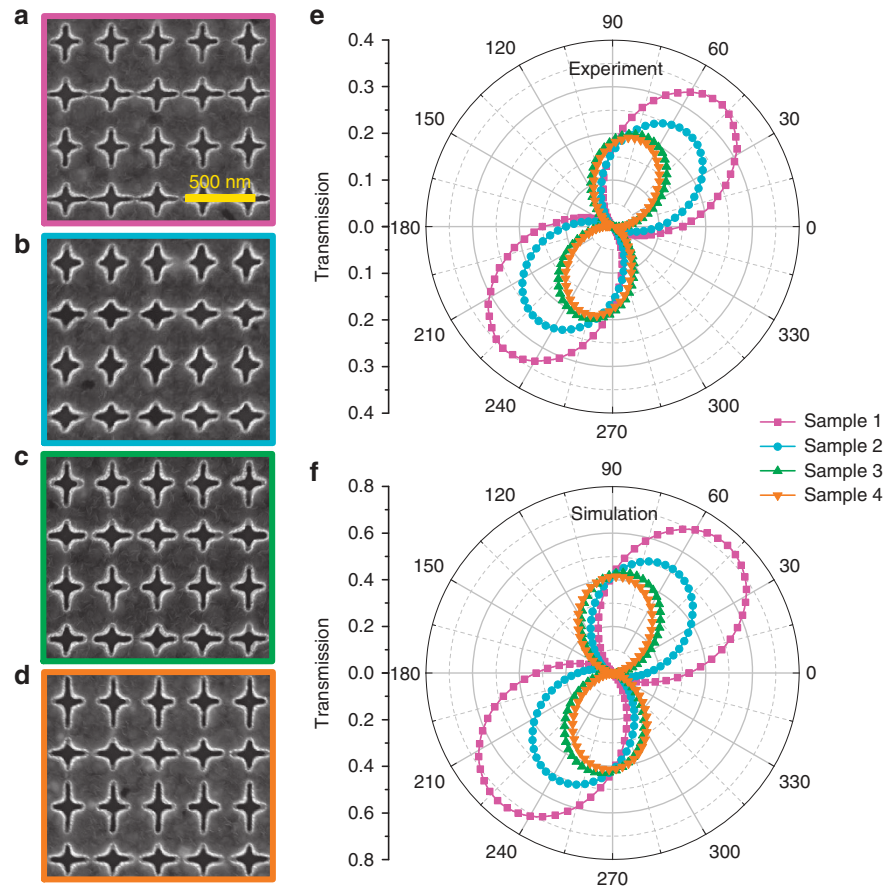 a
500 nm
b
c
d
e
0.4
0.3
0.2
0.1
0.0
0.1
0.2
0.3
0.4
Transmission
Experiment
90
60
30
0
330
300
270
240
210
180
150
120
Sample 1
Sample 2
Sample 3
Sample 4
f
0.8
0.6
0.4
0.2
0.0
0.2
0.4
0.6
0.8
Transmission
Simulation
90
60
30
0
330
300
270
240
210
180
150
120